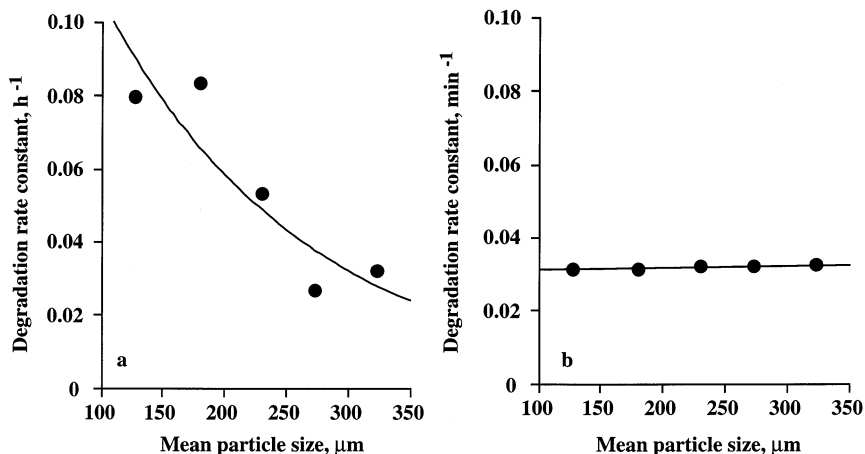 Degradation rate constant, h⁻¹
0.10
0.08
0.06
0.04
0.02
0
a
100 150 200 250 300 350
Mean particle size, μm
Degradation rate constant, min⁻¹
0.10
0.08
0.06
0.04
0.02
0
b
100 150 200 250 300 350
Mean particle size, μm